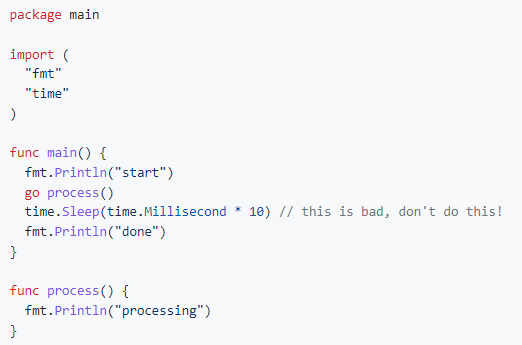 package main

import (
  "fmt"
  "time"
)

func main() {
  fmt.Println("start")
  go process()
  time.Sleep(time.Millisecond * 10) // this is bad, don't do this!
  fmt.Println("done")
}

func process() {
  fmt.Println("processing")
}